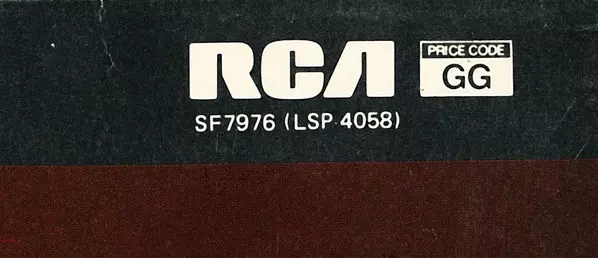 RCA
PRICE CODE
GG
SF7976 (LSP 4058)